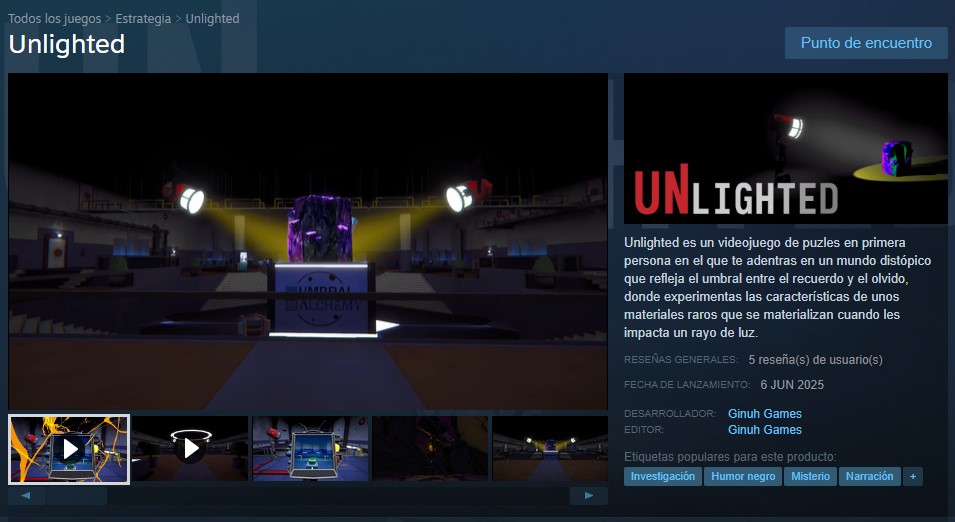 Todos los juegos > Estrategia > Unlighted
Unlighted
Punto de encuentro
UMBRAL
ALCHEMY
UNLIGHTED
Unlighted es un videojuego de puzles en primera
persona en el que te adentras en un mundo distópico
que refleja el umbral entre el recuerdo y el olvido,
donde experimentas las características de unos
materiales raros que se materializan cuando les
impacta un rayo de luz.
RESEÑAS GENERALES: 5 reseña(s) de usuario(s)
FECHA DE LANZAMIENTO: 6 JUN 2025
DESARROLLADOR: Ginuh Games
EDITOR: Ginuh Games
Etiquetas populares para este producto:
Investigación Humor negro Misterio Narración +